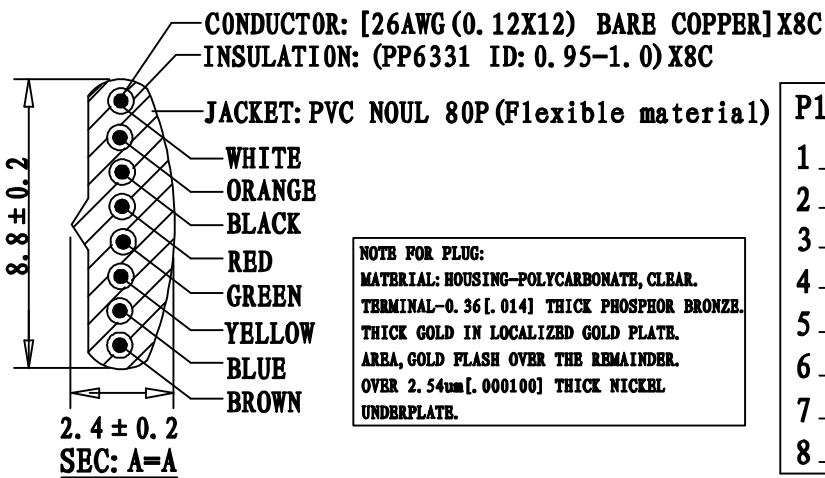 CONDUCTOR: [26AWG(0.12X12) BARE COPPER]X8C
INSULATION: (PP6331 ID:0.95-1.0)X8C
JACKET: PVC NOUL 80P(Flexible material)
WHITE
ORANGE
BLACK
RED
GREEN
YELLOW
BLUE
BROWN
8.8±0.2
2.4±0.2
SEC: A=A
NOTE FOR PLUG:
MATERIAL: HOUSING-POLYCARBONATE, CLEAR.
TERMINAL-0.36[.014] THICK PHOSPHOR BRONZE.
THICK GOLD IN LOCALIZED GOLD PLATE.
AREA, GOLD FLASH OVER THE REMAINDER.
OVER 2.54um[.000100] THICK NICKEL
UNDERPLATE.
P1
1
2
3
4
5
6
7
8